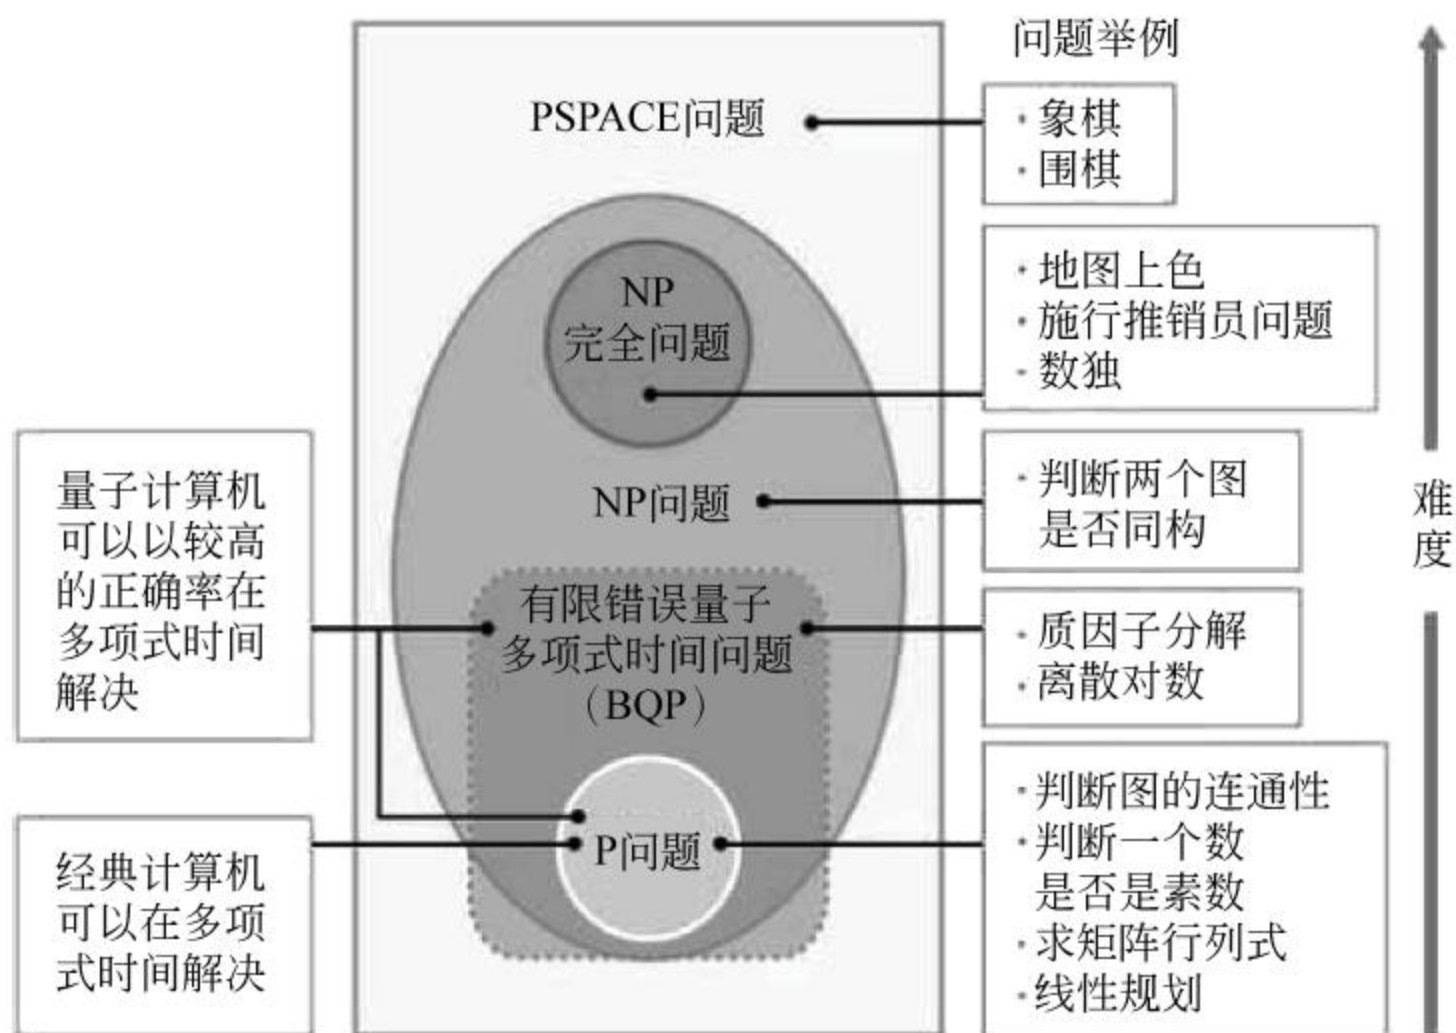 问题举例
PSPACE问题
· 象棋
· 围棋
NP
完全问题
· 地图上色
· 施行推销员问题
· 数独
NP问题
· 判断两个图
是否同构
难
度
量子计算机
可以以较高
的正确率在
多项式时间
解决
有限错误量子
多项式时间问题
（BQP）
· 质因子分解
· 离散对数
经典计算机
可以在多项
式时间解决
P问题
· 判断图的连通性
· 判断一个数
是否是素数
· 求矩阵行列式
· 线性规划